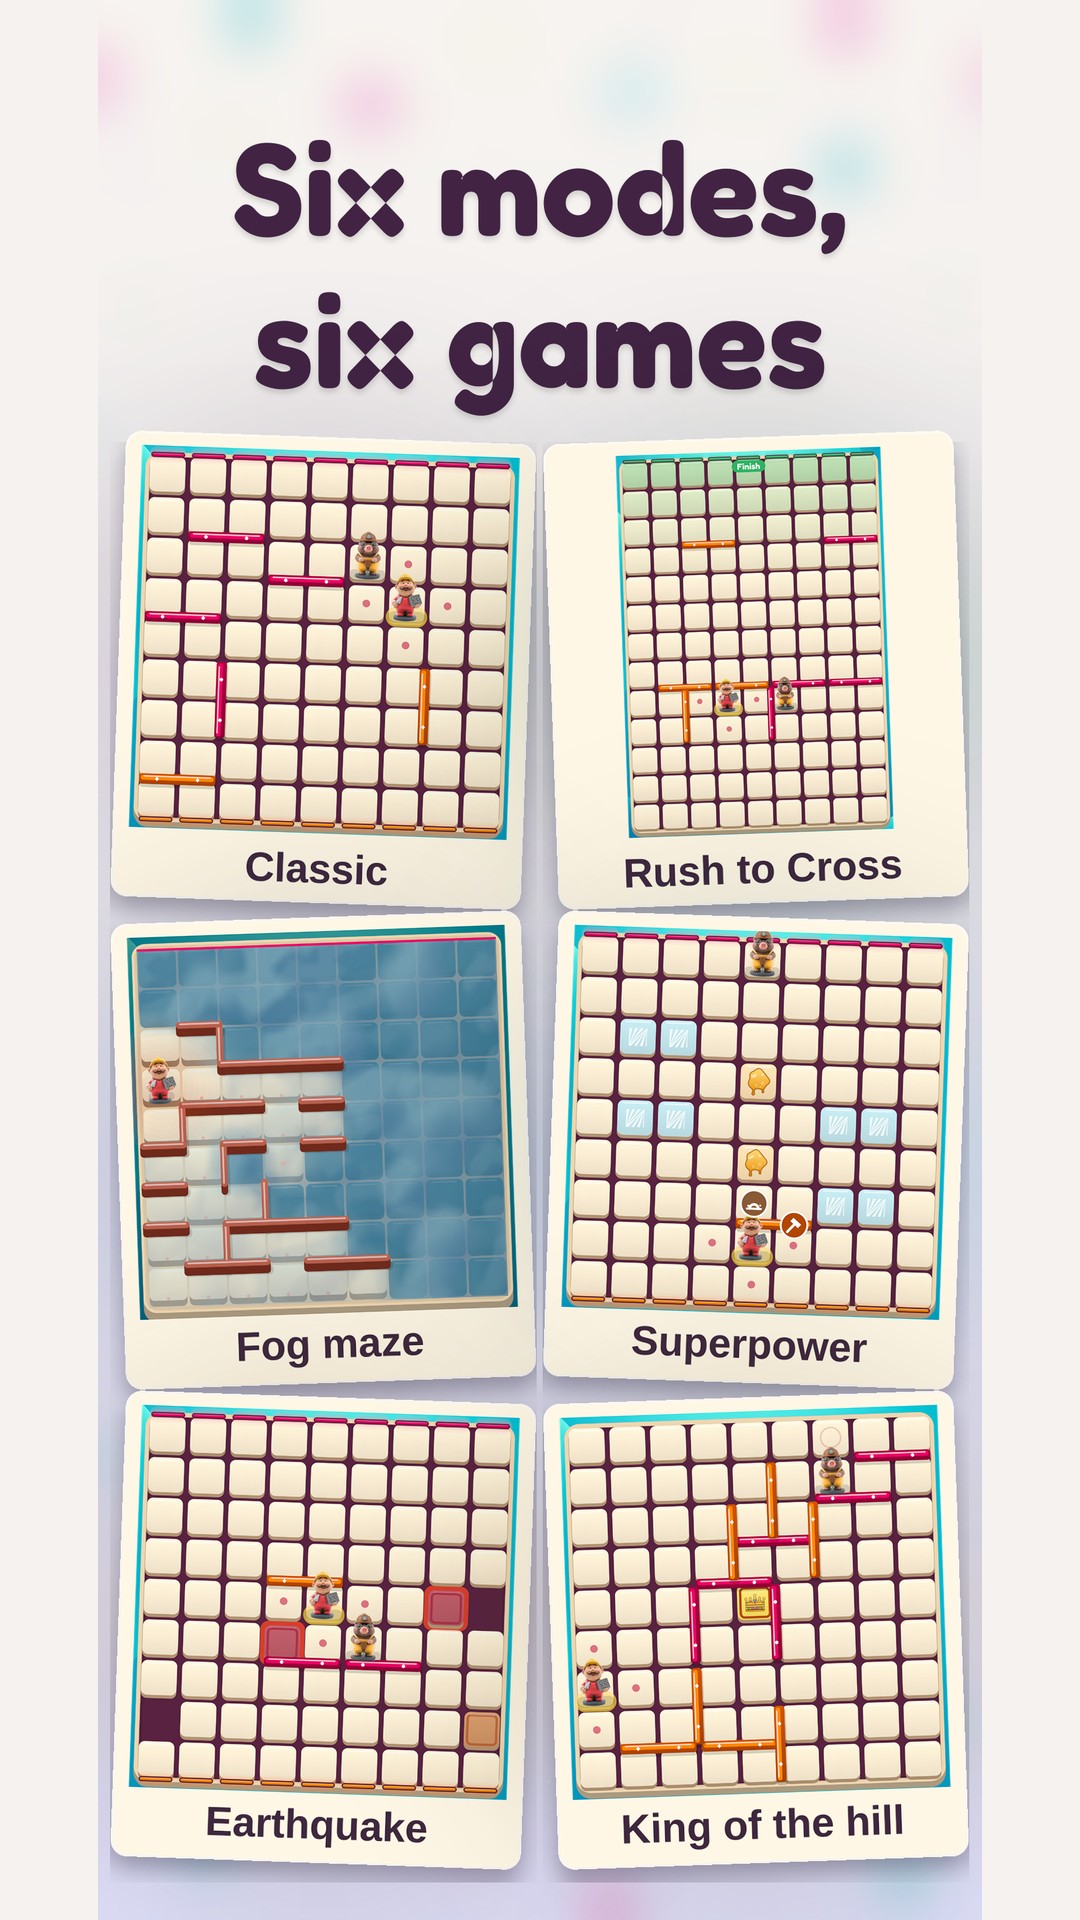 Six modes,
six games
Finish
Classic
Rush to Cross
Fog maze
Superpower
Earthquake
King of the hill